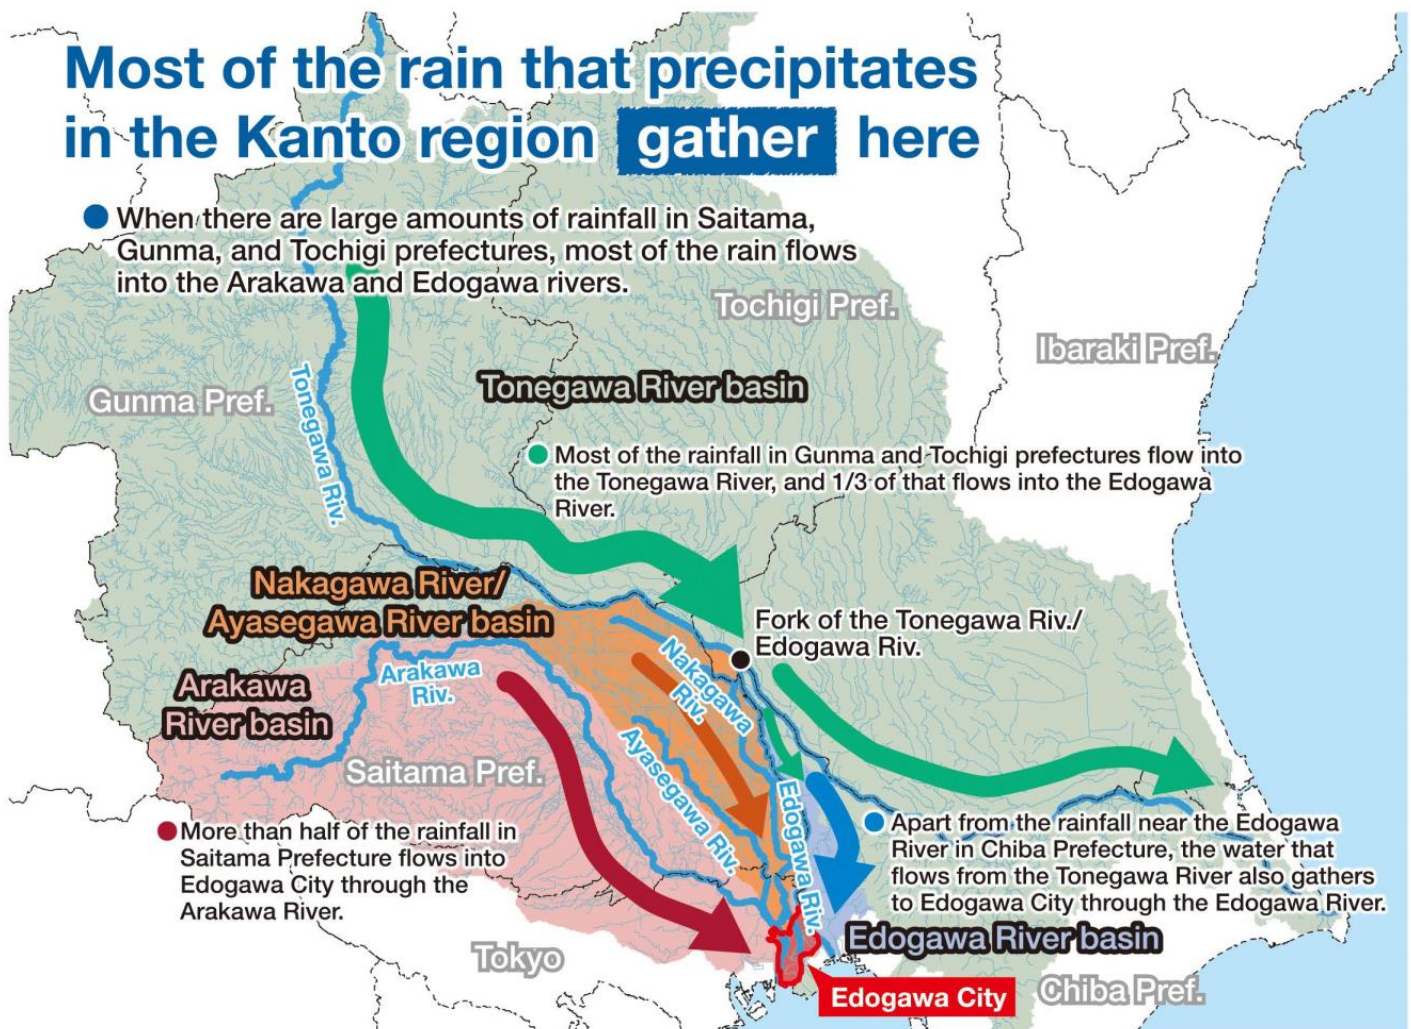 Most of the rain that precipitates
in the Kanto region gather here
When there are large amounts of rainfall in Saitama,
Gunma, and Tochigi prefectures, most of the rain flows
into the Arakawa and Edogawa rivers.
Tochigi Pref.
Ibaraki Pref.
Gunma Pref.
Tonegawa Riv.
Tonegawa River basin
Most of the rainfall in Gunma and Tochigi prefectures flow into
the Tonegawa River, and 1/3 of that flows into the Edogawa
River.
Nakagawa River/
Ayasegawa River basin
Fork of the Tonegawa Riv./
Edogawa Riv.
Nakagawa
Riv.
Arakawa
Riv.
Arakawa
River basin
Ayasegawa Riv.
Saitama Pref.
Edogawa Riv.
More than half of the rainfall in
Saitama Prefecture flows into
Edogawa City through the
Arakawa River.
Apart from the rainfall near the Edogawa
River in Chiba Prefecture, the water that
flows from the Tonegawa River also gathers
to Edogawa City through the Edogawa River.
Edogawa River basin
Tokyo
Edogawa City
Chiba Pref.